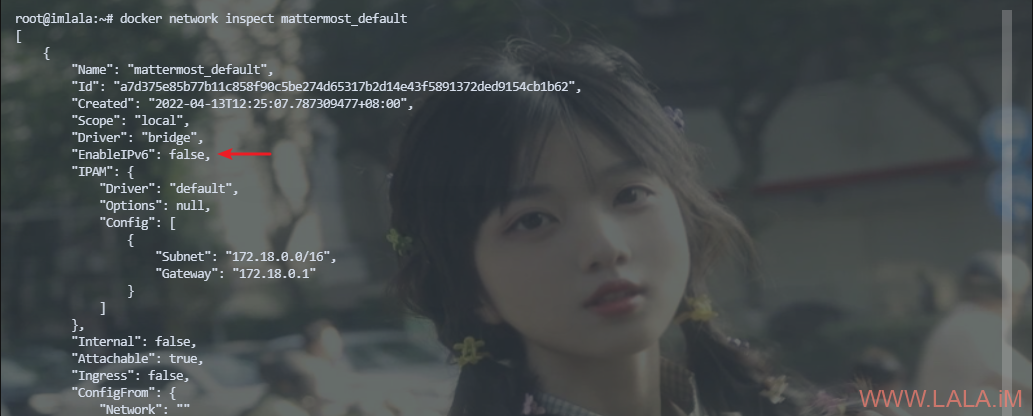 root@imlala:~# docker network inspect mattermost_default
[
    {
        "Name": "mattermost_default",
        "Id": "a7d375e85b77b11c858f90c5be274d65317b2d14e43f5891372ded9154cb1b62",
        "Created": "2022-04-13T12:25:07.787309477+08:00",
        "Scope": "local",
        "Driver": "bridge",
        "EnableIPv6": false,
        "IPAM": {
            "Driver": "default",
            "Options": null,
            "Config": [
                {
                    "Subnet": "172.18.0.0/16",
                    "Gateway": "172.18.0.1"
                }
            ]
        },
        "Internal": false,
        "Attachable": true,
        "Ingress": false,
        "ConfigFrom": {
            "Network": ""
WWW.LALA.iM